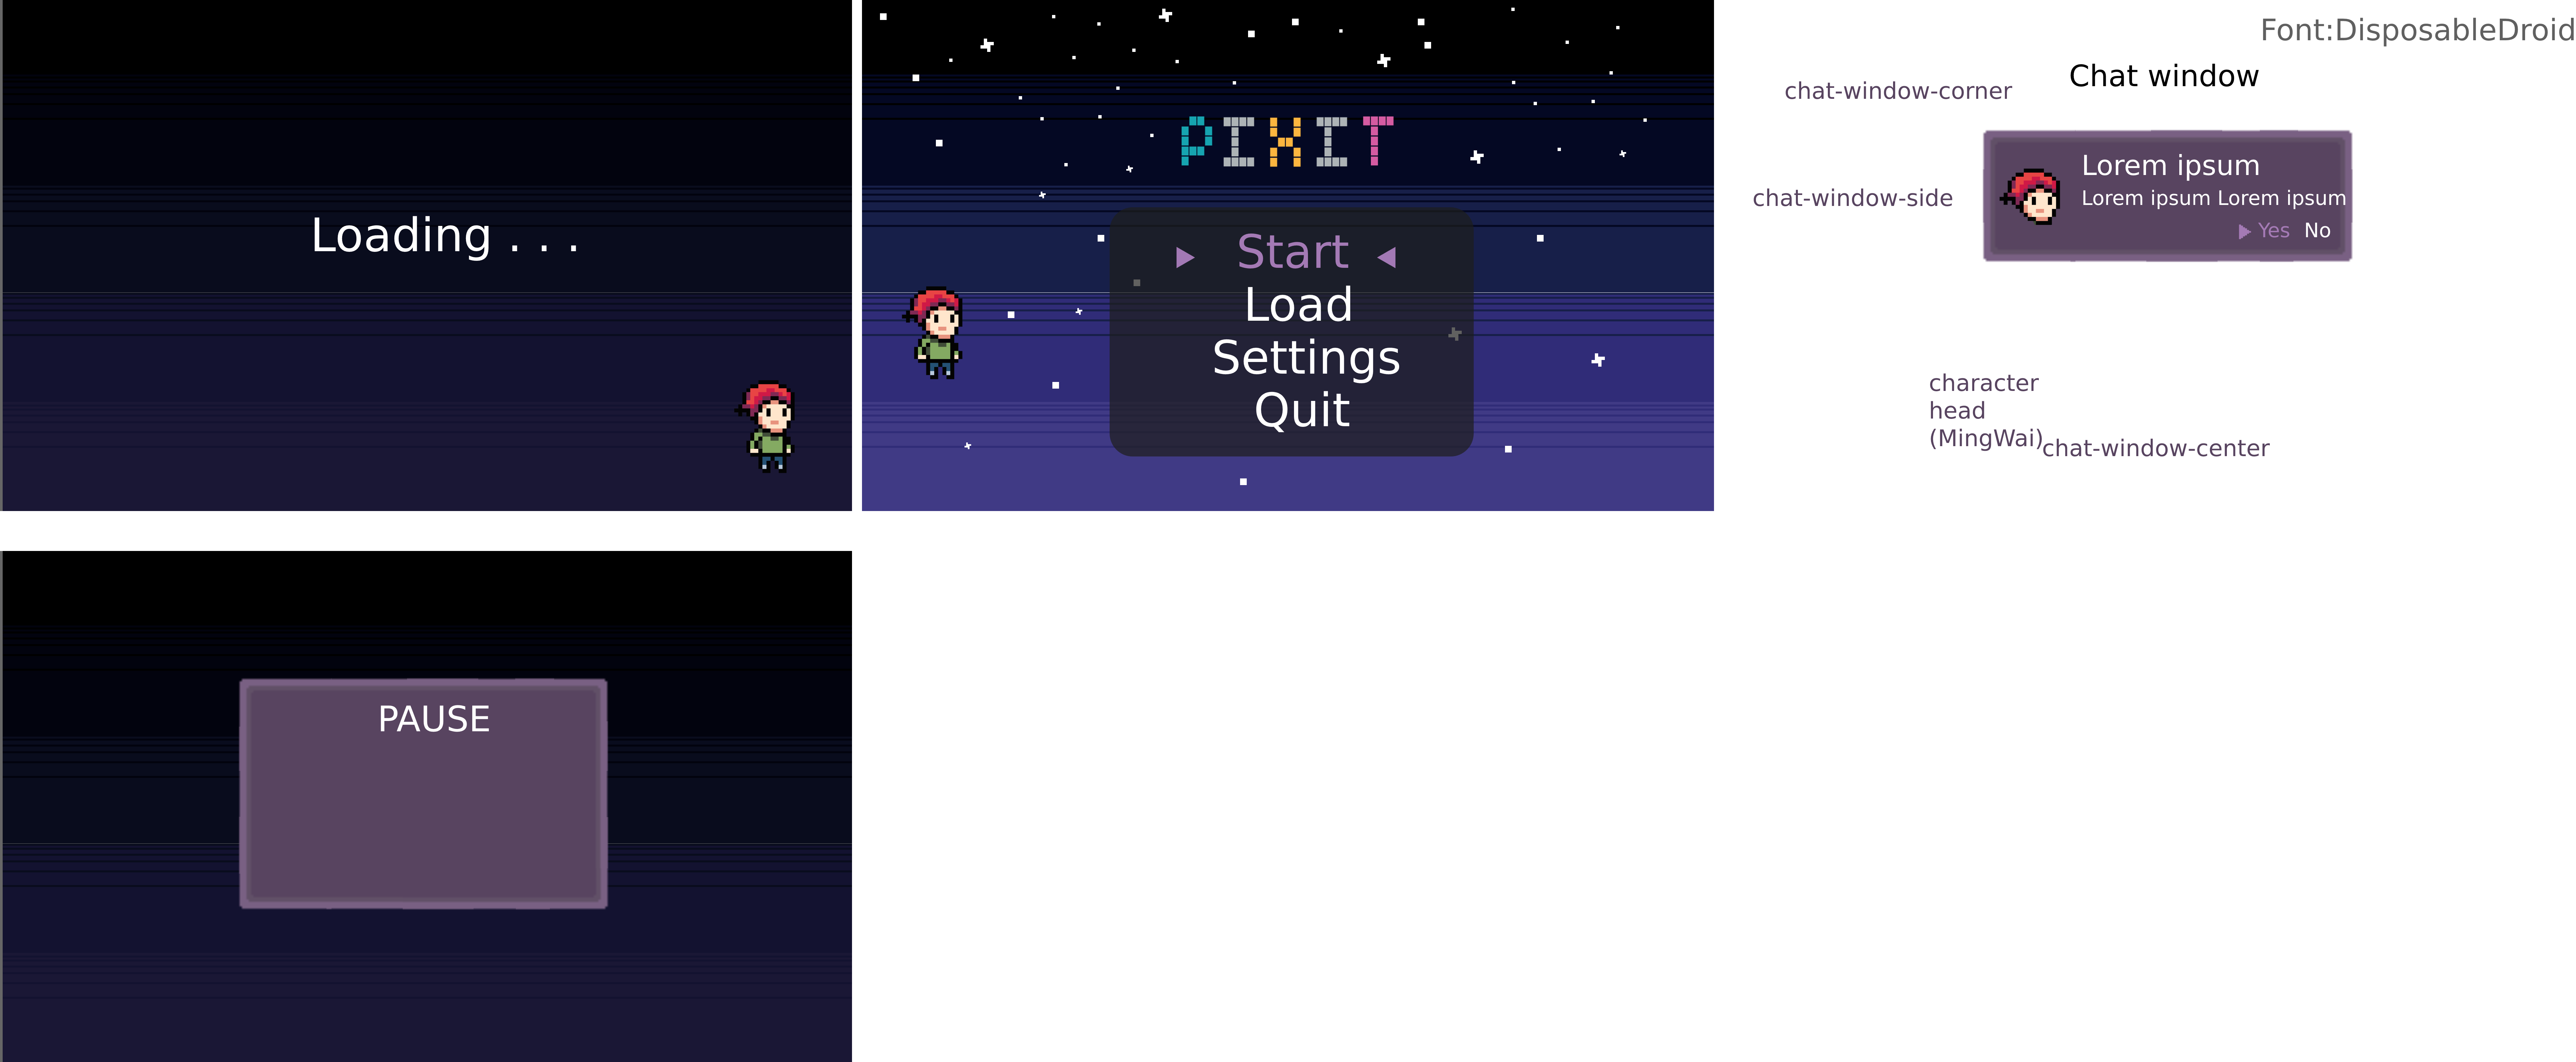 Loading . . .
PIXIT
Start
Load
Settings
Quit
Font:DisposableDroid
Chat window
chat-window-corner
chat-window-side
Lorem ipsum
Lorem ipsum Lorem ipsum
Yes No
character
head
(MingWai)
chat-window-center
PAUSE